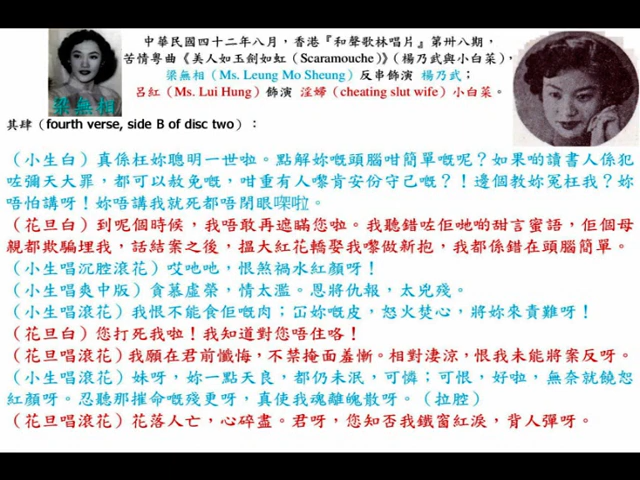 中華民國四十二年八月，香港『和聲歌林唱片』第卅八期，
苦情粵曲《美人如玉劍如虹（Scaramouche）》（楊乃武與小白菜），
梁無相（Ms. Leung Mo Sheung）反串飾演 楊乃武；
呂紅（Ms. Lui Hung）飾演 淫婦（cheating slut wife）小白菜。
梁無相
其肆（fourth verse, side B of disc two）：
（小生白）真係枉妳聰明一世啦。點解妳嘅頭腦咁簡單嘅呢？如果啲讀書人係犯
咗彌天大罪，都可以赦免嘅，咁重有人嚟肯安份守己嘅？！邊個教妳冤枉我？妳
唔怕講呀！妳唔講我就死都唔閉眼㗎啦。
（花旦白）到呢個時候，我唔敢再遮瞞您啦。我聽錯咗佢哋啲甜言蜜語，佢個母
親都欺騙埋我，話結案之後，搵大紅花轎娶我嚟做新抱，我都係錯在頭腦簡單。
（小生唱沉腔滾花）哎吔吔，恨煞禍水紅顏呀！
（小生唱爽中版）貪慕虛榮，情太濫。恩將仇報，太兇殘。
（小生唱滾花）我恨不能食佢嘅肉；冚妳嘅皮，怒火焚心，將妳來責難呀！
（花旦白）您打死我啦！我知道對您唔住咯！
（花旦唱滾花）我願在君前懺悔，不禁掩面羞慚。相對淒涼，恨我未能將案反呀。
（小生唱滾花）妹呀，妳一點天良，都仍未泯，可憐；可恨，好啦，無奈就饒恕
紅顏呀。忍聽那摧命嘅殘更呀，真使我魂離魄散呀。（拉腔）
（花旦唱滾花）花落人亡，心碎盡。君呀，您知否我鐵窗紅淚，背人彈呀。